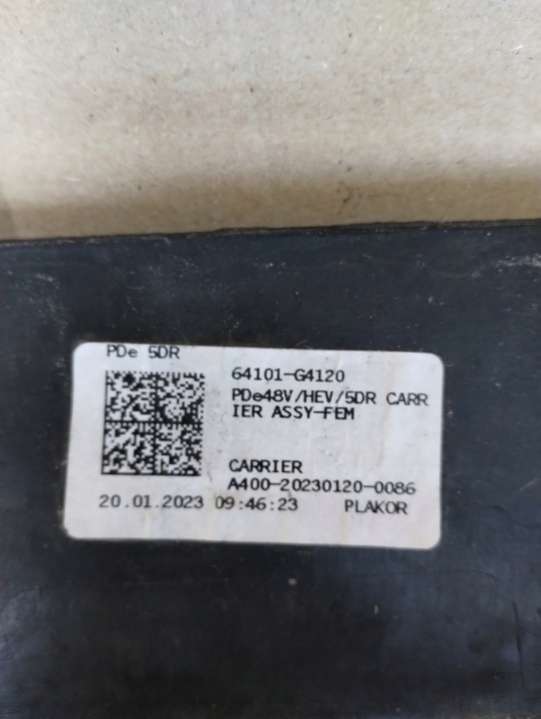 PDe 5DR
64101-G4120
PDe48V/HEV/5DR CARR
IER ASSY-FEM
CARRIER
A400-20230120-0086
20.01.2023 09:46:23 PLAKOR